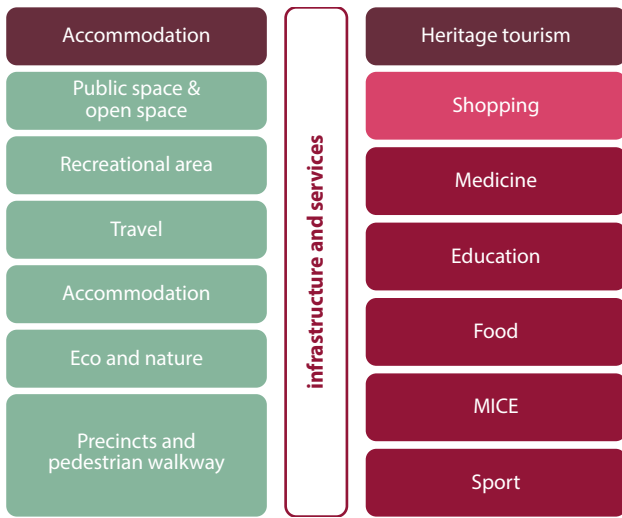 Accommodation
Public space &
open space
Recreational area
Travel
Accommodation
Eco and nature
Precincts and
pedestrian walkway
infrastructure and services
Heritage tourism
Shopping
Medicine
Education
Food
MICE
Sport